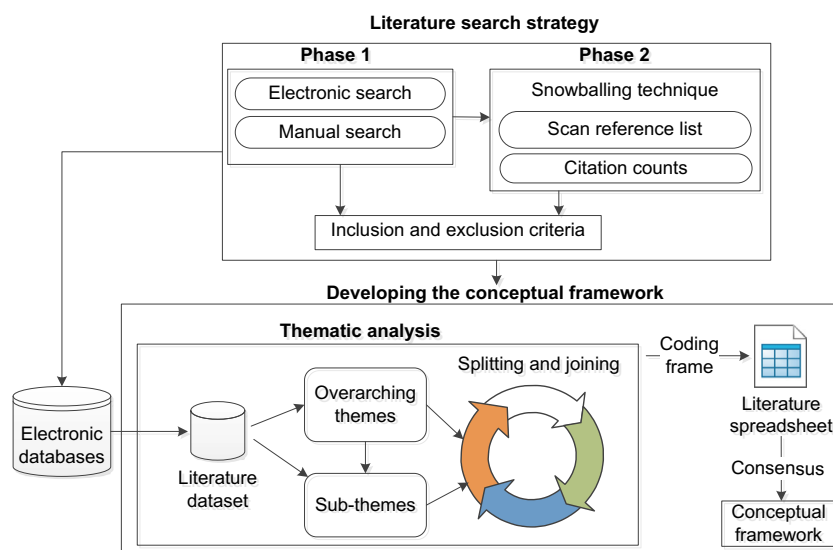 Literature search strategy
Phase 1
Phase 2
Electronic search
Manual search
Snowballing technique
Scan reference list
Citation counts
Inclusion and exclusion criteria
Developing the conceptual framework
Thematic analysis
Electronic
databases
Literature
dataset
Overarching
themes
Sub-themes
Splitting and joining
Coding
frame
Literature
spreadsheet
Consensus
Conceptual
framework